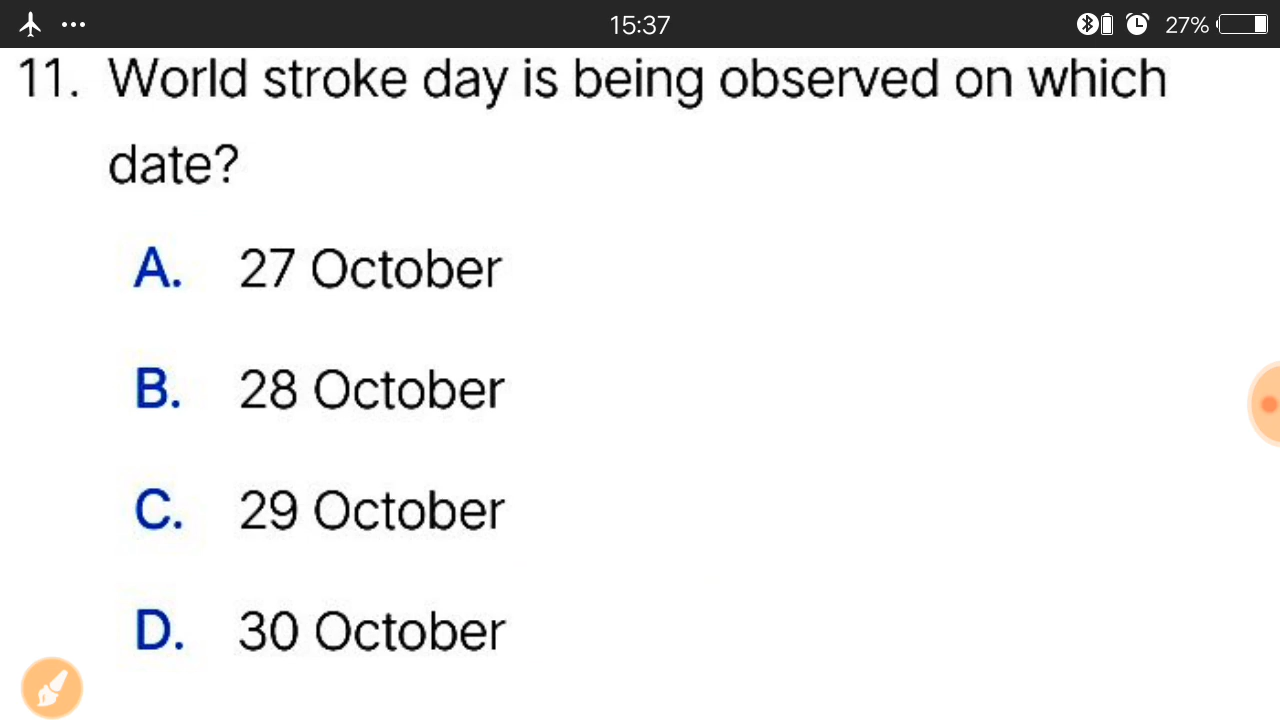 15:37
27%
11. World stroke day is being observed on which
date?
A. 27 October
B. 28 October
C. 29 October
D. 30 October